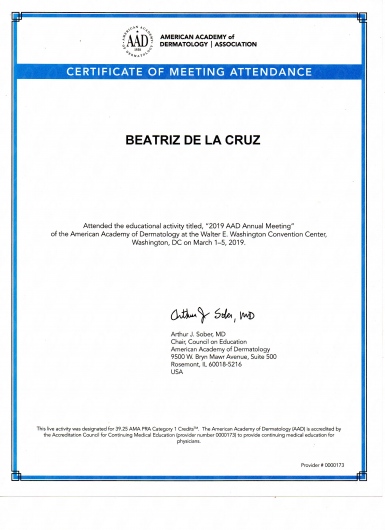 AMERICAN ACADEMY of
DERMATOLOGY | ASSOCIATION
AAD
CERTIFICATE OF MEETING ATTENDANCE
BEATRIZ DE LA CRUZ
Attended the educational activity titled, "2019 AAD Annual Meeting"
of the American Academy of Dermatology at the Walter E. Washington Convention Center,
Washington, DC on March 1–5, 2019.
Arthur J Sober, MD
Arthur J. Sober, MD
Chair, Council on Education
American Academy of Dermatology
9500 W. Bryn Mawr Avenue, Suite 500
Rosemont, IL 60018-5216
USA
This live activity was designated for 39.25 AMA PRA Category 1 Credits™. The American Academy of Dermatology (AAD) is accredited by
the Accreditation Council for Continuing Medical Education (provider number 0000173) to provide continuing medical education for
physicians.
Provider # 0000173